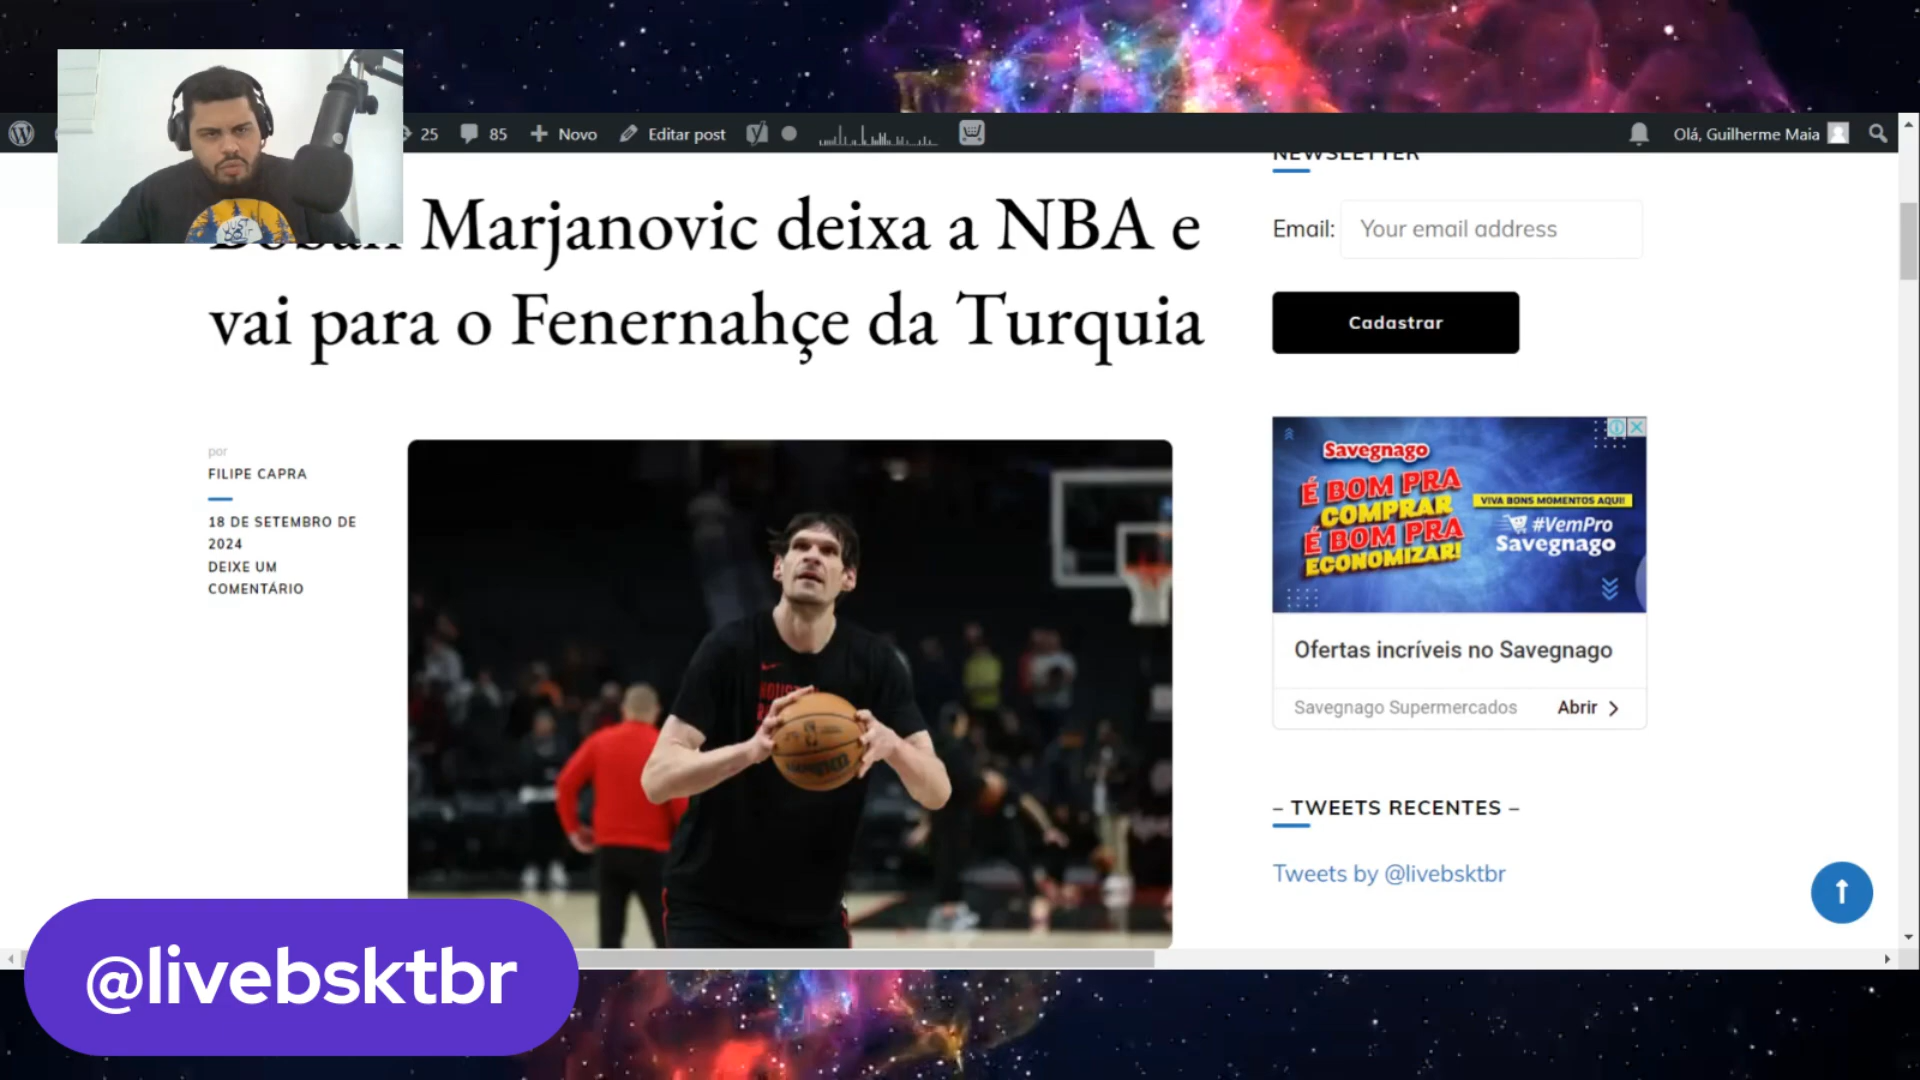 25
85
Novo
Editar post
Olá, Guilherme Maia
NEWSLETTER
Marjanovic deixa a NBA e
vai para o Fenernahçe da Turquia
Email:
Your email address
Cadastrar
por
FILIPE CAPRA
18 DE SETEMBRO DE
2024
DEIXE UM
COMENTÁRIO
Savegnago
É BOM PRA
COMPRAR
É BOM PRA
ECONOMIZAR!
VIVA BONS MOMENTOS AQUI!
#VemPro
Savegnago
Ofertas incríveis no Savegnago
Savegnago Supermercados
Abrir
– TWEETS RECENTES –
Tweets by @livebsktbr
@livebsktbr